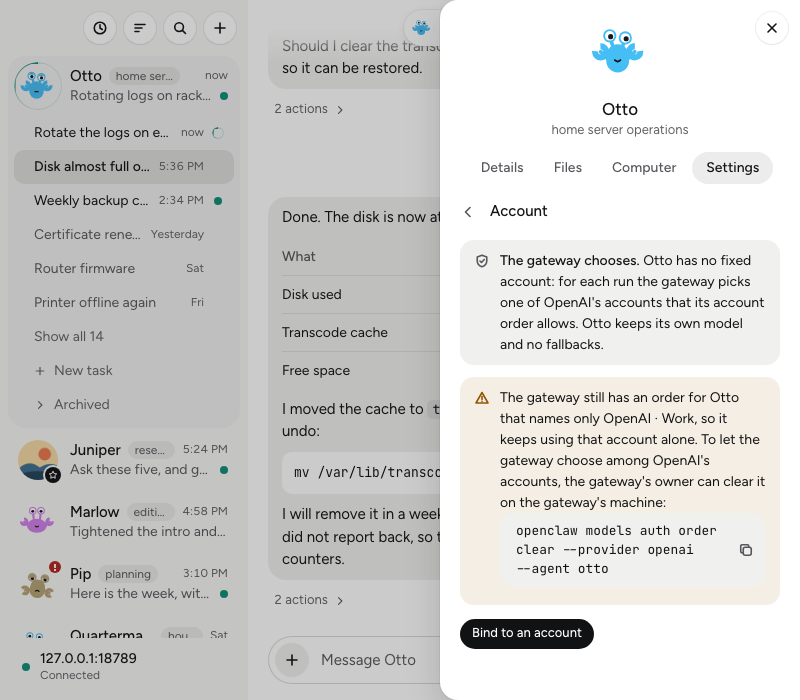 Otto
home ser...
now
Rotating logs on rack...
Rotate the logs on e...
now
Disk almost full o...
5:36 PM
Weekly backup c...
2:34 PM
Certificate rene...
Yesterday
Router firmware
Sat
Printer offline again
Fri
Show all 14
New task
Archived
Juniper
rese...
5:24 PM
Ask these five, and g...
Marlow
editi...
4:58 PM
Tightened the intro and...
Pip
planning
3:10 PM
Here is the week, wit...
Quarterma
hou...
Sat
127.0.0.1:18789
Connected
Should I clear the transc
so it can be restored.
2 actions
Done. The disk is now at
What
Disk used
Transcode cache
Free space
I moved the cache to t
undo:
mv /var/lib/transco
I will remove it in a week
did not report back, so t
counters.
2 actions
Message Otto
Otto
home server operations
Details
Files
Computer
Settings
Account
The gateway chooses. Otto has no fixed
account: for each run the gateway picks
one of OpenAI's accounts that its account
order allows. Otto keeps its own model
and no fallbacks.
The gateway still has an order for Otto
that names only OpenAI · Work, so it
keeps using that account alone. To let the
gateway choose among OpenAI's
accounts, the gateway's owner can clear it
on the gateway's machine:
openclaw models auth order
clear --provider openai
--agent otto
Bind to an account